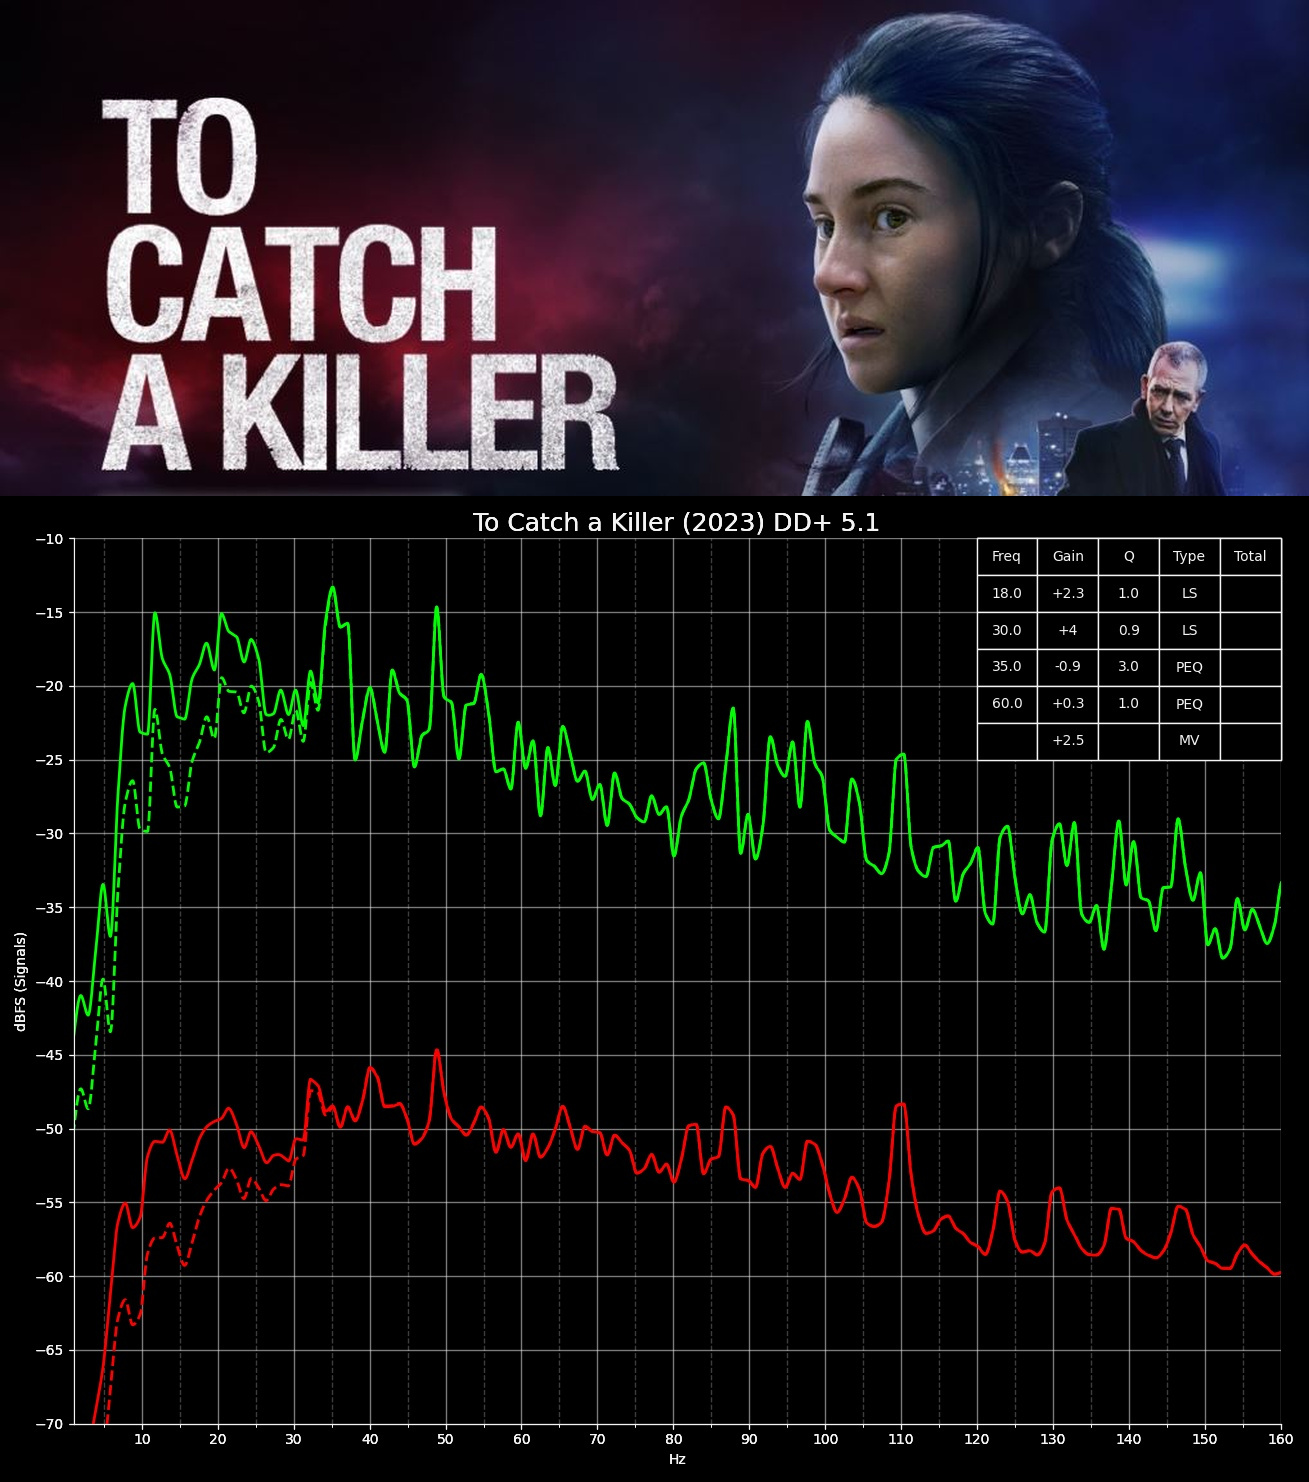 TO
CATCH
A KILLER
To Catch a Killer (2023) DD+ 5.1
Freq Gain Q Type Total
18.0 +2.3 1.0 LS
30.0 +4 0.9 LS
35.0 -0.9 3.0 PEQ
60.0 +0.3 1.0 PEQ
+2.5 MV
dBFS (Signals)
−10
−15
−20
−25
−30
−35
−40
−45
−50
−55
−60
−65
−70
10 20 30 40 50 60 70 80 90 100 110 120 130 140 150 160
Hz